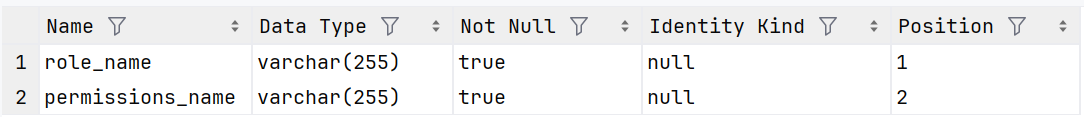 Name Data Type Not Null Identity Kind Position
1 role_name varchar(255) true null 1
2 permissions_name varchar(255) true null 2